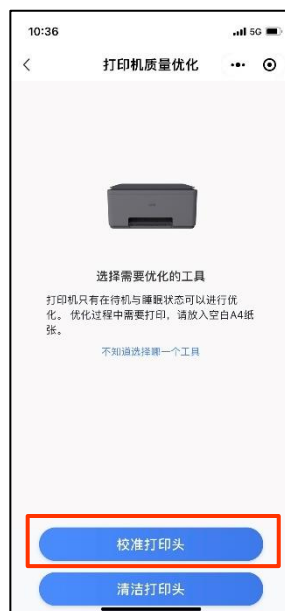 10:36
5G
打印机质量优化
选择需要优化的工具
打印机只有在待机与睡眠状态可以进行优
化。 优化过程中需要打印，请放入空白A4纸
张。
不知道选择哪一个工具
校准打印头
清洁打印头